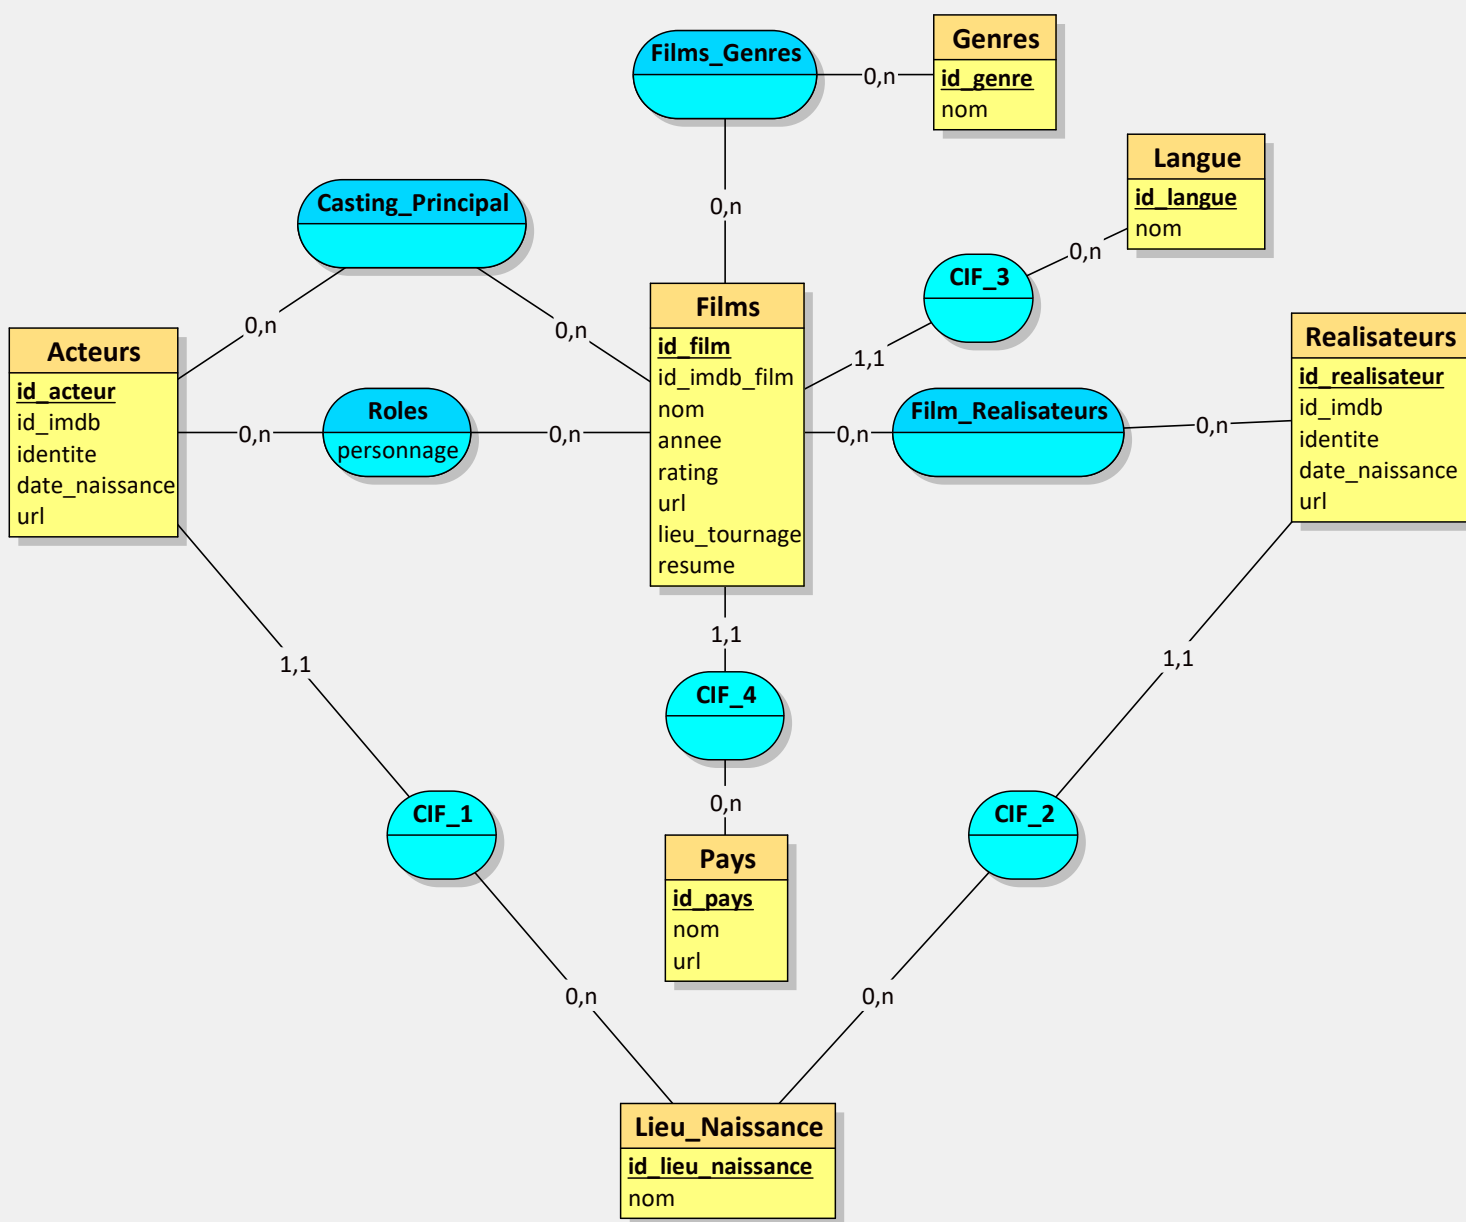 Films_Genres
0,n
Genres
id_genre
nom
0,n
Langue
id_langue
nom
0,n
CIF_3
1,1
Casting_Principal
0,n
0,n
Acteurs
id_acteur
id_imdb
identite
date_naissance
url
0,n
Roles
personnage
0,n
Films
id_film
id_imdb_film
nom
annee
rating
url
lieu_tournage
resume
0,n
Film_Realisateurs
0,n
Realisateurs
id_realisateur
id_imdb
identite
date_naissance
url
1,1
1,1
1,1
CIF_4
0,n
CIF_1
CIF_2
Pays
id_pays
nom
url
0,n
0,n
Lieu_Naissance
id_lieu_naissance
nom